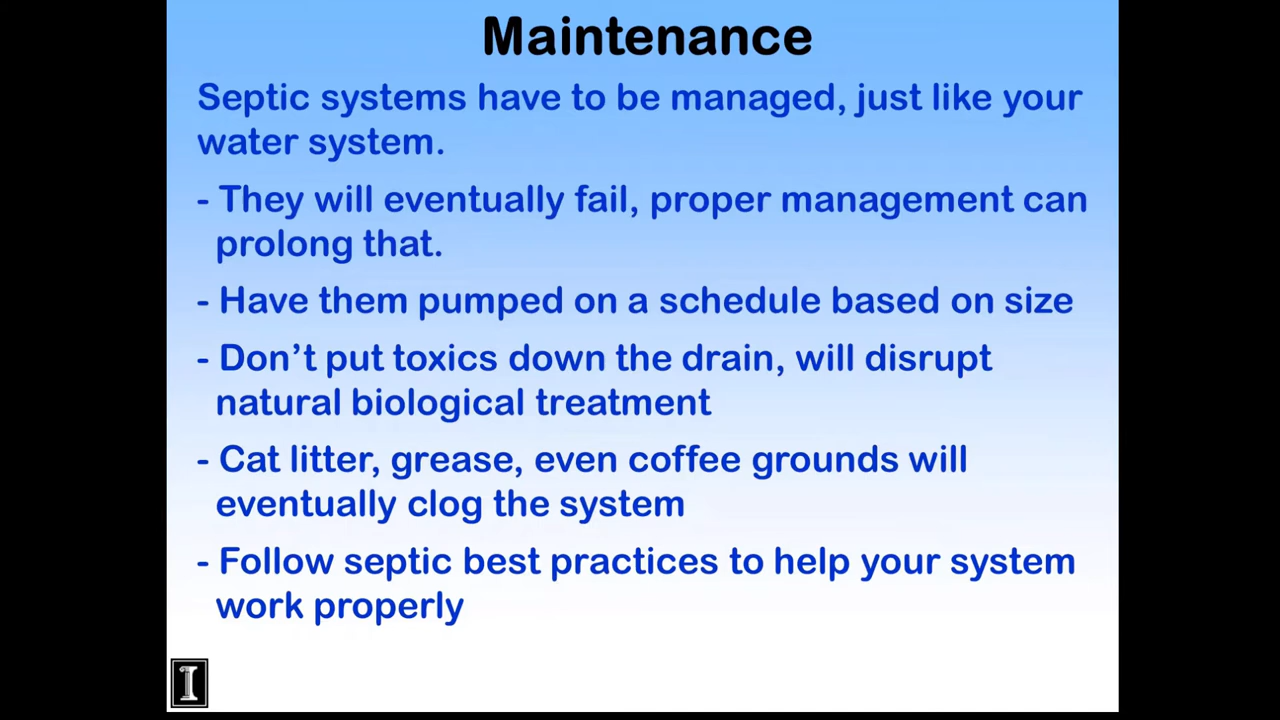 Maintenance
Septic systems have to be managed, just like your
water system.
- They will eventually fail, proper management can
prolong that.
- Have them pumped on a schedule based on size
- Don’t put toxics down the drain, will disrupt
natural biological treatment
- Cat litter, grease, even coffee grounds will
eventually clog the system
- Follow septic best practices to help your system
work properly
I